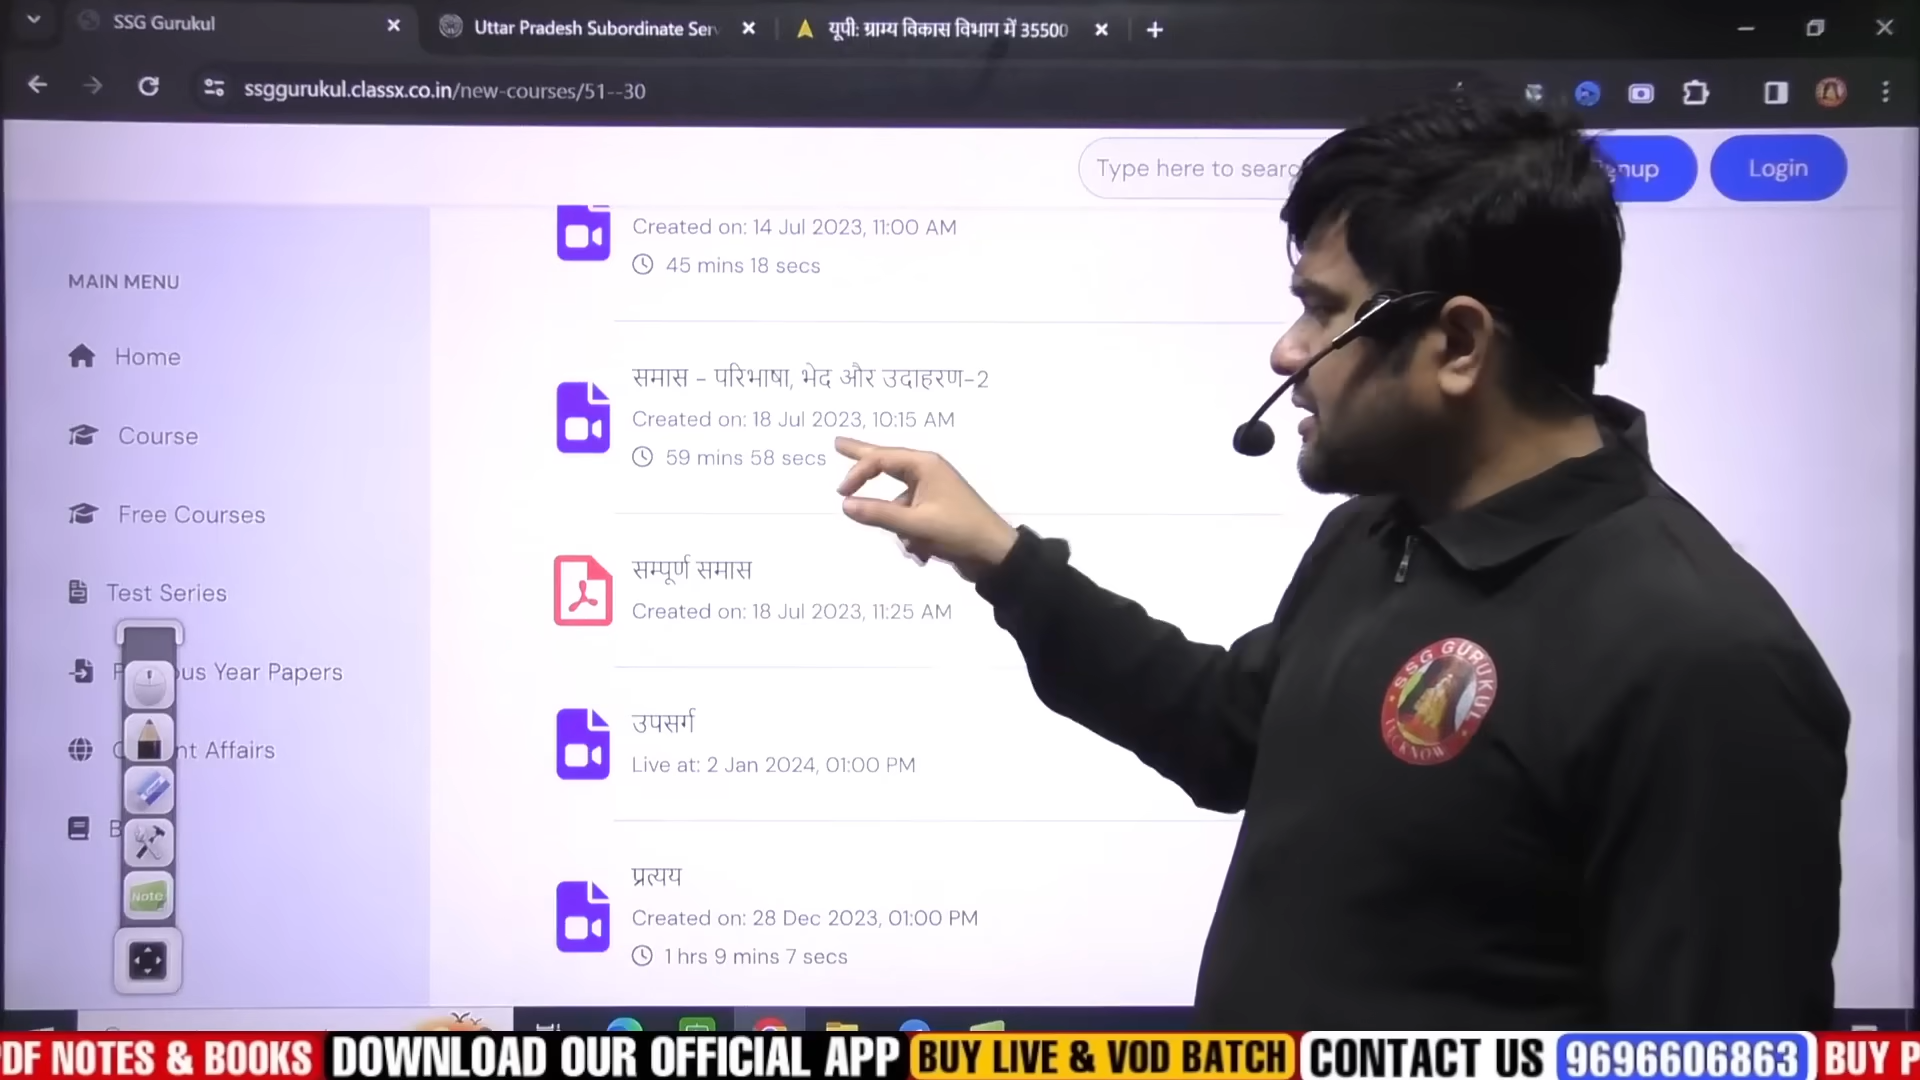 SSG Gurukul
Uttar Pradesh Subordinate Ser
यूपी: ग्राम्य विकास विभाग में 35500
ssggurukul.classx.co.in/new-courses/51--30
Type here to searc
nup
Login
MAIN MENU
Home
Course
Free Courses
Test Series
P us Year Papers
C nt Affairs
B
Note
Created on: 14 Jul 2023, 11:00 AM
45 mins 18 secs
समास - परिभाषा, भेद और उदाहरण-2
Created on: 18 Jul 2023, 10:15 AM
59 mins 58 secs
सम्पूर्ण समास
Created on: 18 Jul 2023, 11:25 AM
उपसर्ग
Live at: 2 Jan 2024, 01:00 PM
प्रत्यय
Created on: 28 Dec 2023, 01:00 PM
1 hrs 9 mins 7 secs
SSG GURUKUL
LUCKNOW
PDF NOTES & BOOKS DOWNLOAD OUR OFFICIAL APP BUY LIVE & VOD BATCH CONTACT US 9696606863 BUY P